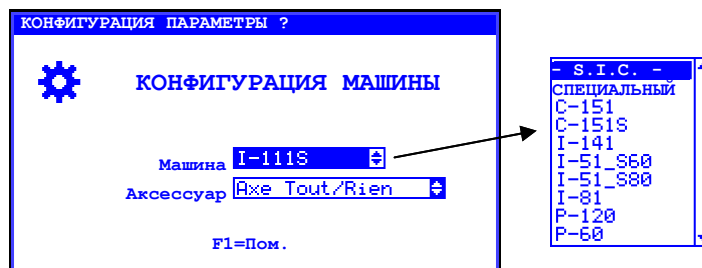 КОНФИГУРАЦИЯ ПАРАМЕТРЫ ?
КОНФИГУРАЦИЯ МАШИНЫ
Машина I-111S
Аксессуар Axe Tout/Rien
F1=Пом.
- S.I.C. -
СПЕЦИАЛЬНЫЙ
C-151
C-151S
I-141
I-51_S60
I-51_S80
I-81
P-120
P-60